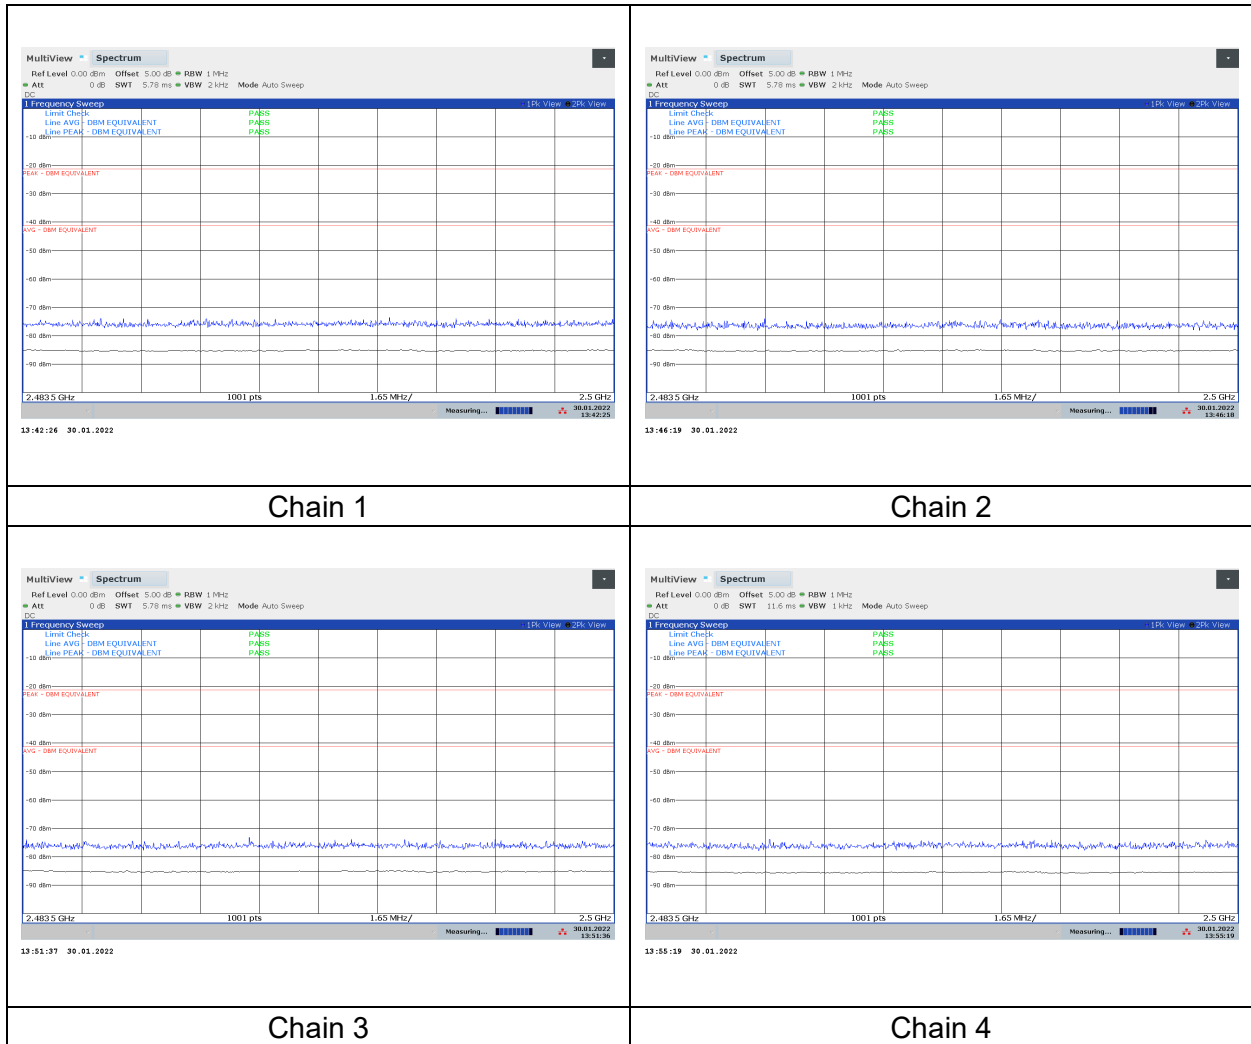 MultiView Spectrum
Ref Level 0.00 dBm Offset 5.00 dB RBW 1 MHz
Att 0 dB SWT 5.78 ms VBW 2 kHz Mode Auto Sweep
DC
1 Frequency Sweep 1Pk View 2Pk View
Limit Check PASS
Line AVG - DBM EQUIVALENT PASS
Line PEAK - DBM EQUIVALENT PASS
-10 dBm
-20 dBm
PEAK - DBM EQUIVALENT
-30 dBm
-40 dBm
AVG - DBM EQUIVALENT
-50 dBm
-60 dBm
-70 dBm
-80 dBm
-90 dBm
2.4835 GHz 1001 pts 1.65 MHz/ 2.5 GHz
Measuring... 30.01.2022
13:42:25
13:42:26 30.01.2022
Chain 1
MultiView Spectrum
Ref Level 0.00 dBm Offset 5.00 dB RBW 1 MHz
Att 0 dB SWT 5.78 ms VBW 2 kHz Mode Auto Sweep
DC
1 Frequency Sweep 1Pk View 2Pk View
Limit Check PASS
Line AVG - DBM EQUIVALENT PASS
Line PEAK - DBM EQUIVALENT PASS
-10 dBm
-20 dBm
PEAK - DBM EQUIVALENT
-30 dBm
-40 dBm
AVG - DBM EQUIVALENT
-50 dBm
-60 dBm
-70 dBm
-80 dBm
-90 dBm
2.4835 GHz 1001 pts 1.65 MHz/ 2.5 GHz
Measuring... 30.01.2022
13:46:18
13:46:19 30.01.2022
Chain 2
MultiView Spectrum
Ref Level 0.00 dBm Offset 5.00 dB RBW 1 MHz
Att 0 dB SWT 5.78 ms VBW 2 kHz Mode Auto Sweep
DC
1 Frequency Sweep 1Pk View 2Pk View
Limit Check PASS
Line AVG - DBM EQUIVALENT PASS
Line PEAK - DBM EQUIVALENT PASS
-10 dBm
-20 dBm
PEAK - DBM EQUIVALENT
-30 dBm
-40 dBm
AVG - DBM EQUIVALENT
-50 dBm
-60 dBm
-70 dBm
-80 dBm
-90 dBm
2.4835 GHz 1001 pts 1.65 MHz/ 2.5 GHz
Measuring... 30.01.2022
13:51:36
13:51:37 30.01.2022
Chain 3
MultiView Spectrum
Ref Level 0.00 dBm Offset 5.00 dB RBW 1 MHz
Att 0 dB SWT 11.6 ms VBW 1 kHz Mode Auto Sweep
DC
1 Frequency Sweep 1Pk View 2Pk View
Limit Check PASS
Line AVG - DBM EQUIVALENT PASS
Line PEAK - DBM EQUIVALENT PASS
-10 dBm
-20 dBm
PEAK - DBM EQUIVALENT
-30 dBm
-40 dBm
AVG - DBM EQUIVALENT
-50 dBm
-60 dBm
-70 dBm
-80 dBm
-90 dBm
2.4835 GHz 1001 pts 1.65 MHz/ 2.5 GHz
Measuring... 30.01.2022
13:55:19
13:55:19 30.01.2022
Chain 4